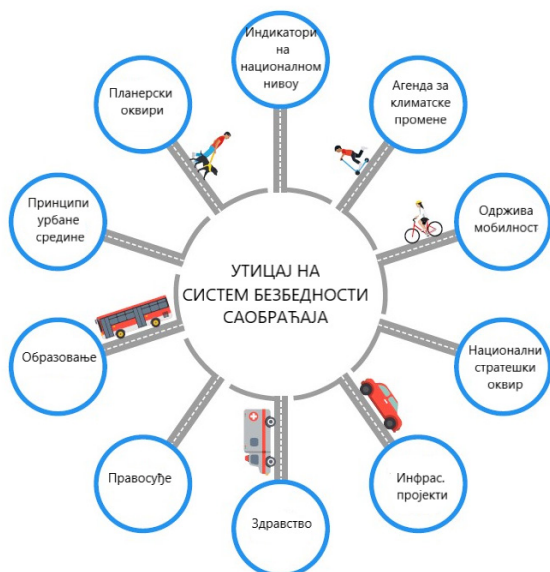 Индикатори
на
националном
нивоу
Агенда за
климатске
промене
Одржива
мобилност
Национални
стратешки
оквир
Инфрас.
пројекти
Здравство
Правосуђе
Образовање
Принципи
урбане
средине
Планерски
оквири
УТИЦАЈ НА
СИСТЕМ БЕЗБЕДНОСТИ
САОБРАЋАЈА